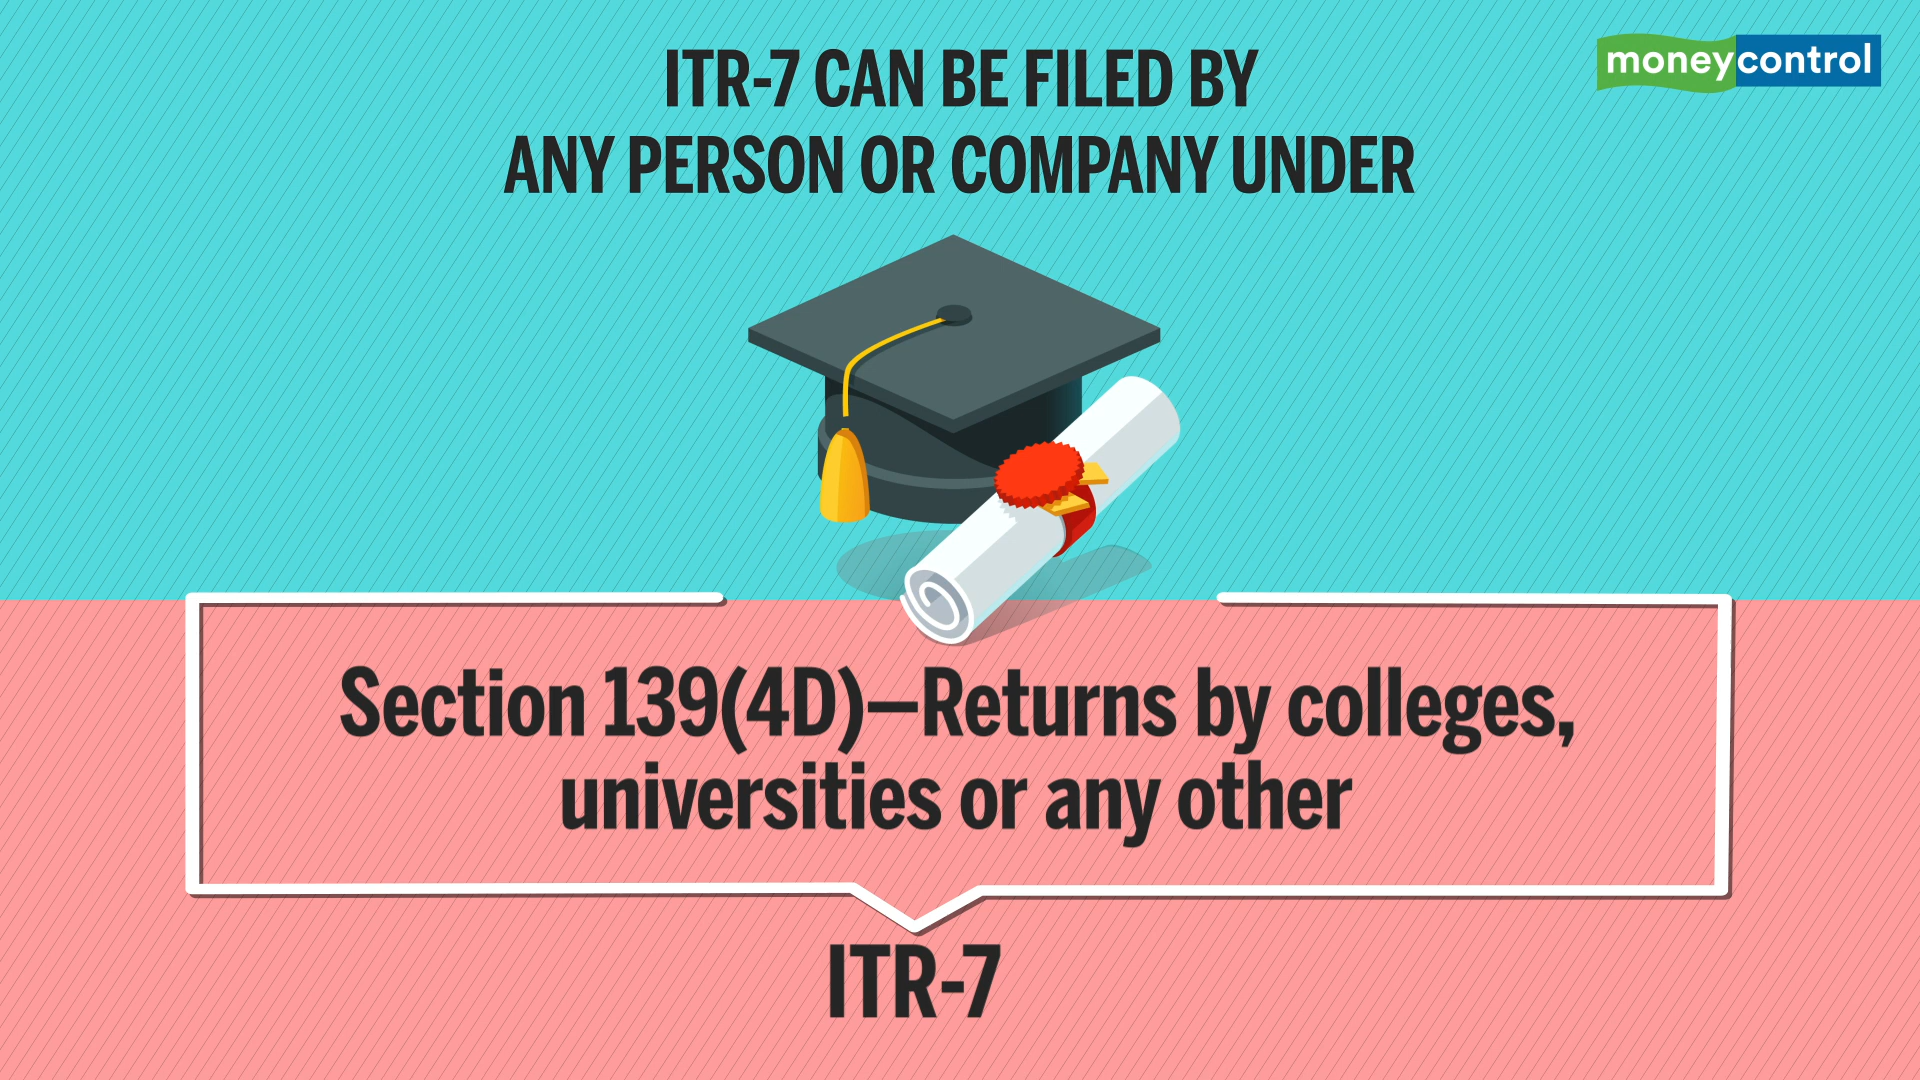 ITR-7 CAN BE FILED BY
ANY PERSON OR COMPANY UNDER
moneycontrol
Section 139(4D)—Returns by colleges,
universities or any other
ITR-7